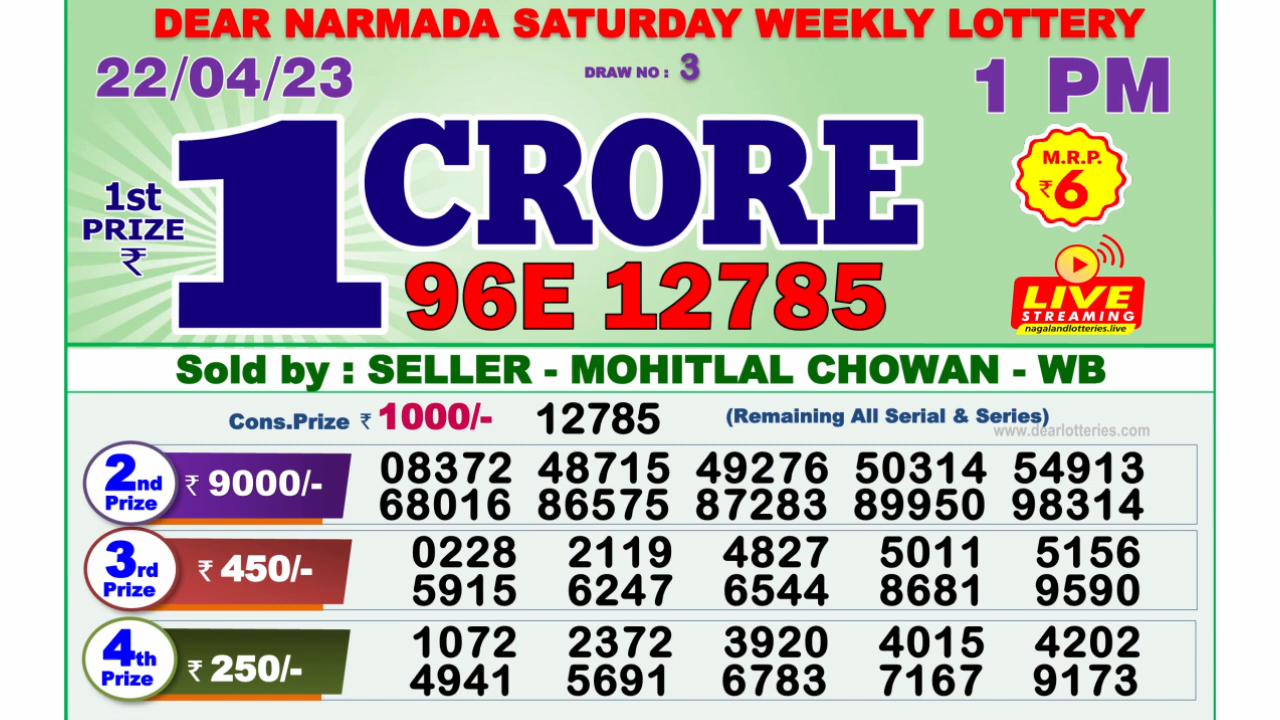 DEAR NARMADA SATURDAY WEEKLY LOTTERY
22/04/23
DRAW NO : 3
1 PM
1st
PRIZE
₹
1 CRORE
96E 12785
M.R.P.
₹6
LIVE
STREAMING
nagalandlotteries.live
Sold by : SELLER - MOHITLAL CHOWAN - WB
Cons.Prize ₹ 1000/- 12785 (Remaining All Serial & Series)
www.dearlotteries.com
2nd
Prize
₹ 9000/-
08372 48715 49276 50314 54913
68016 86575 87283 89950 98314
3rd
Prize
₹ 450/-
0228 2119 4827 5011 5156
5915 6247 6544 8681 9590
4th
Prize
₹ 250/-
1072 2372 3920 4015 4202
4941 5691 6783 7167 9173